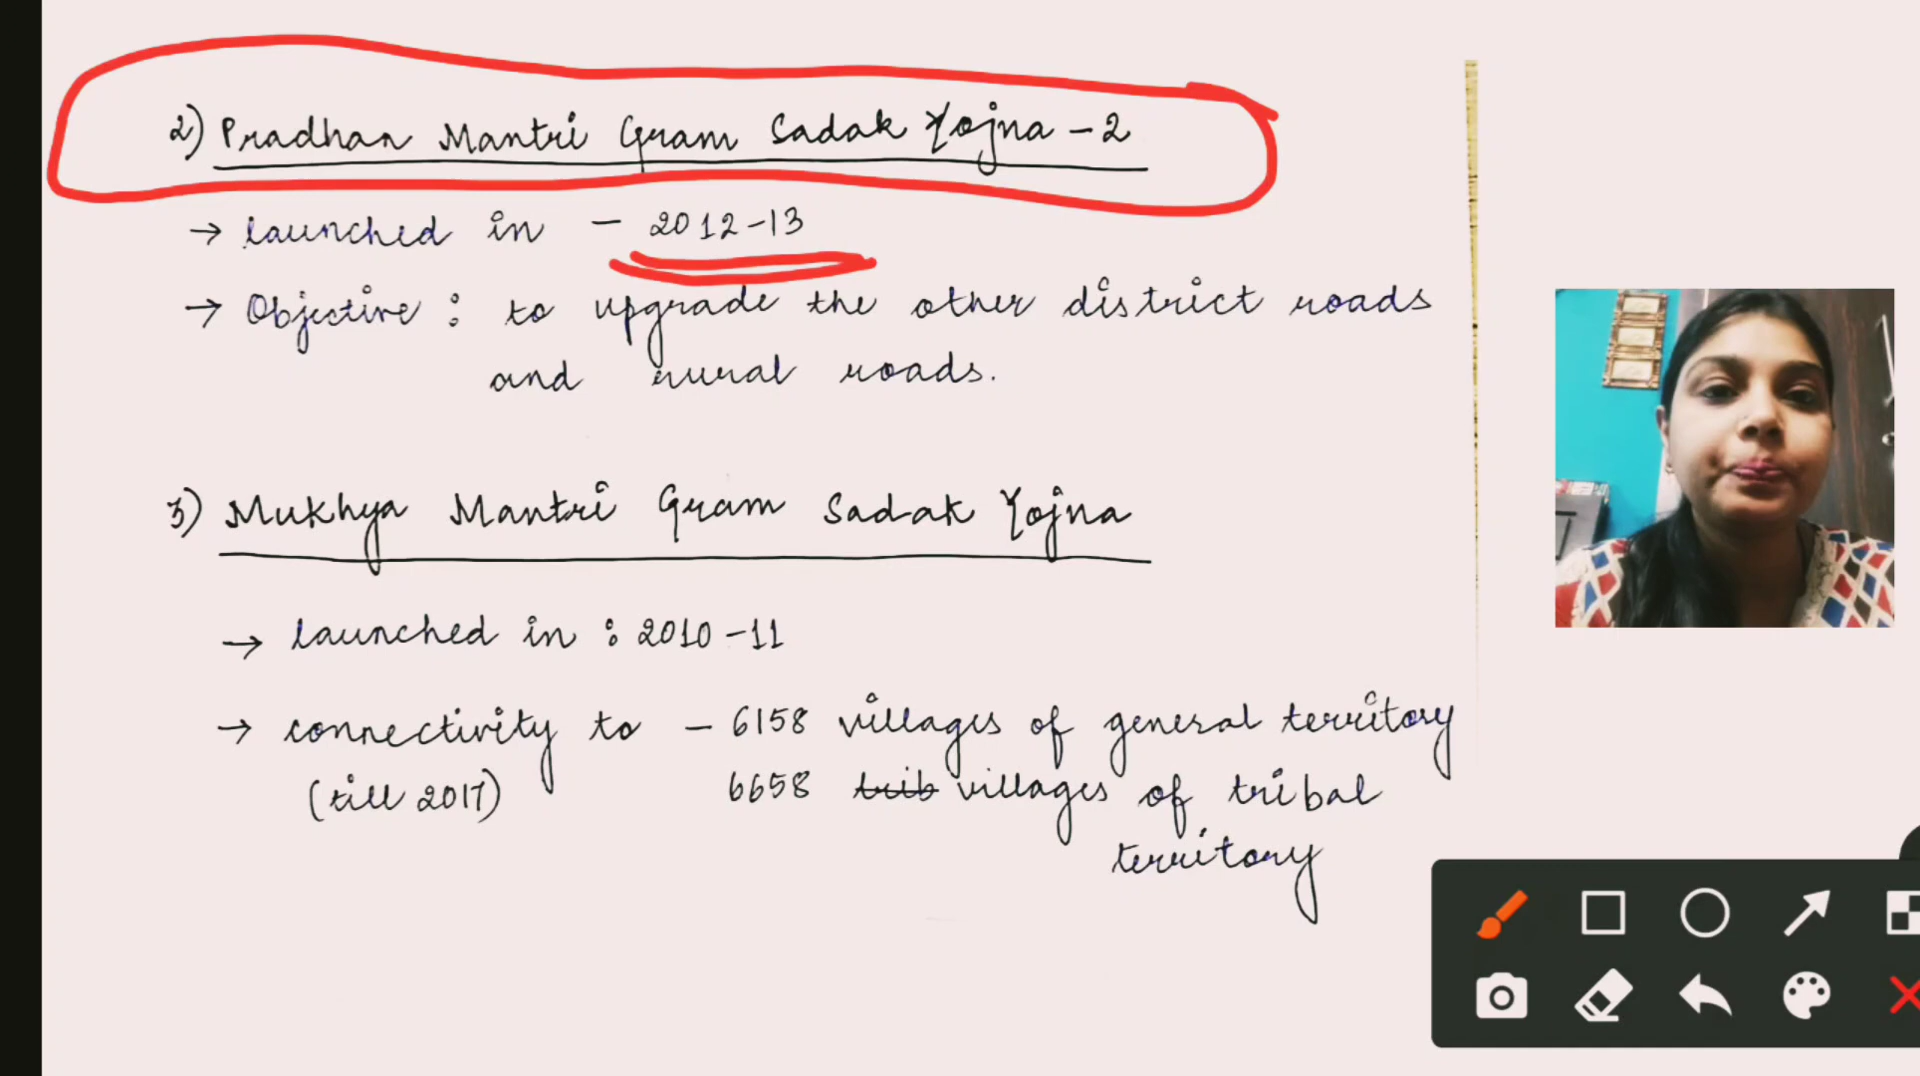 2) Pradhan Mantri Gram Sadak Yojna - 2
→ launched in - 2012-13
→ Objective : to upgrade the other district roads
and rural roads.
3) Mukhya Mantri Gram Sadak Yojna
→ launched in : 2010-11
→ connectivity to - 6158 villages of general territory
(till 2017) 6658 trib villages of tribal
territory